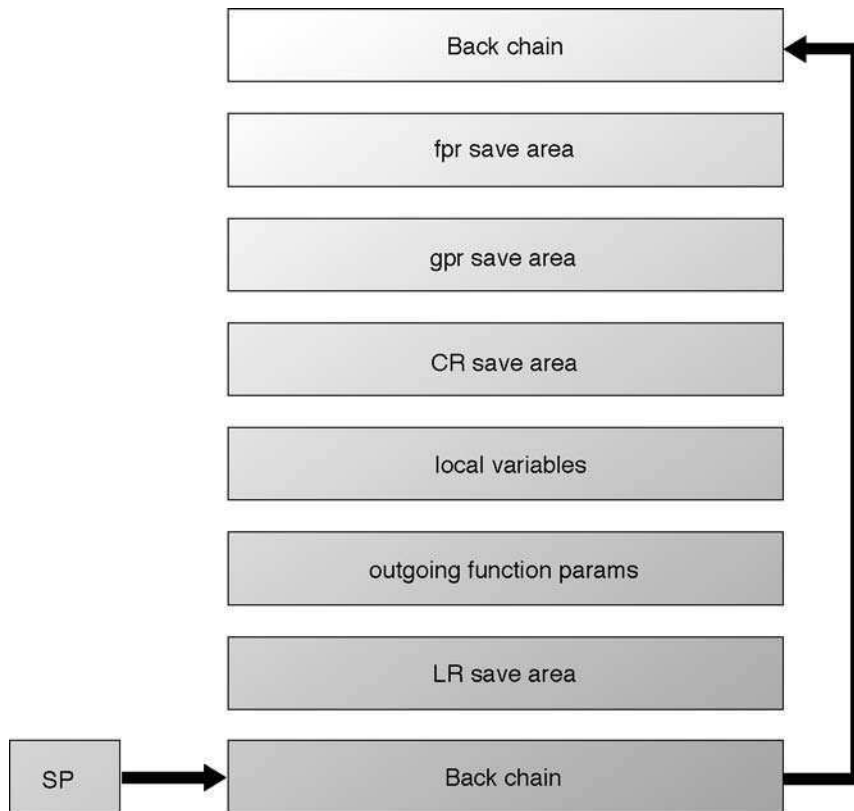 Back chain
fpr save area
gpr save area
CR save area
local variables
outgoing function params
LR save area
SP
Back chain